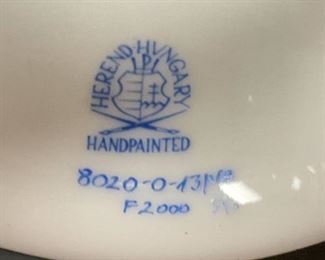 HEREND·HUNGARY
HANDPAINTED
8020-0-13
F2000